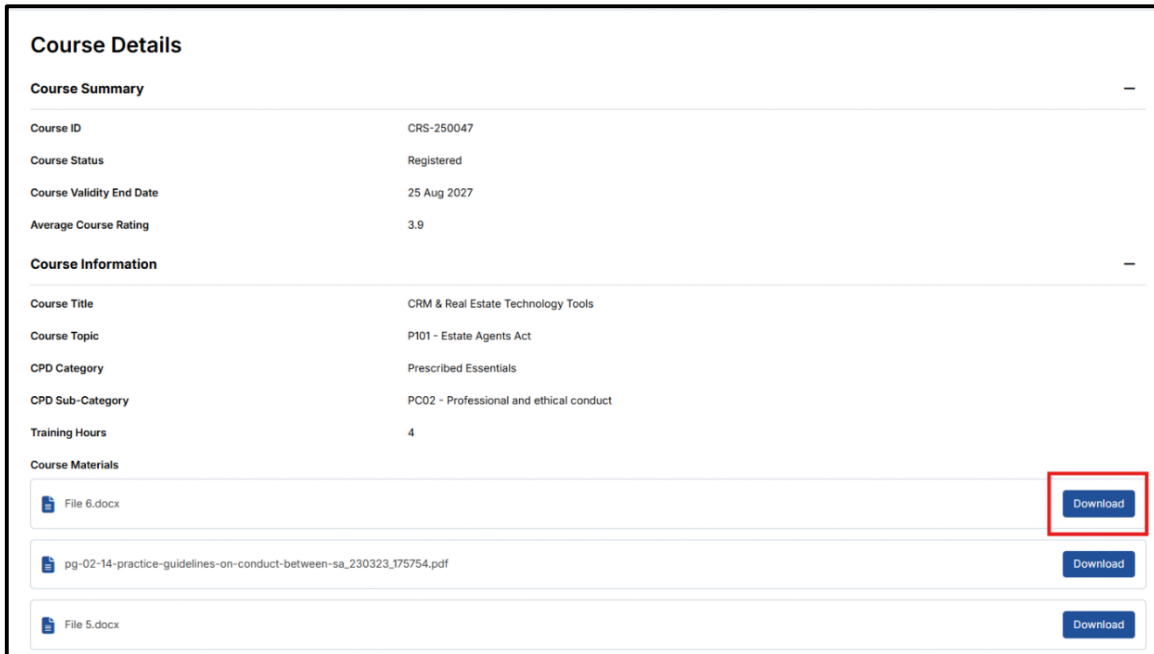 Course Details
Course Summary
Course ID CRS-250047
Course Status Registered
Course Validity End Date 25 Aug 2027
Average Course Rating 3.9
Course Information
Course Title CRM & Real Estate Technology Tools
Course Topic P101 - Estate Agents Act
CPD Category Prescribed Essentials
CPD Sub-Category PC02 - Professional and ethical conduct
Training Hours 4
Course Materials
File 6.docx Download
pg-02-14-practice-guidelines-on-conduct-between-sa_230323_175754.pdf Download
File 5.docx Download